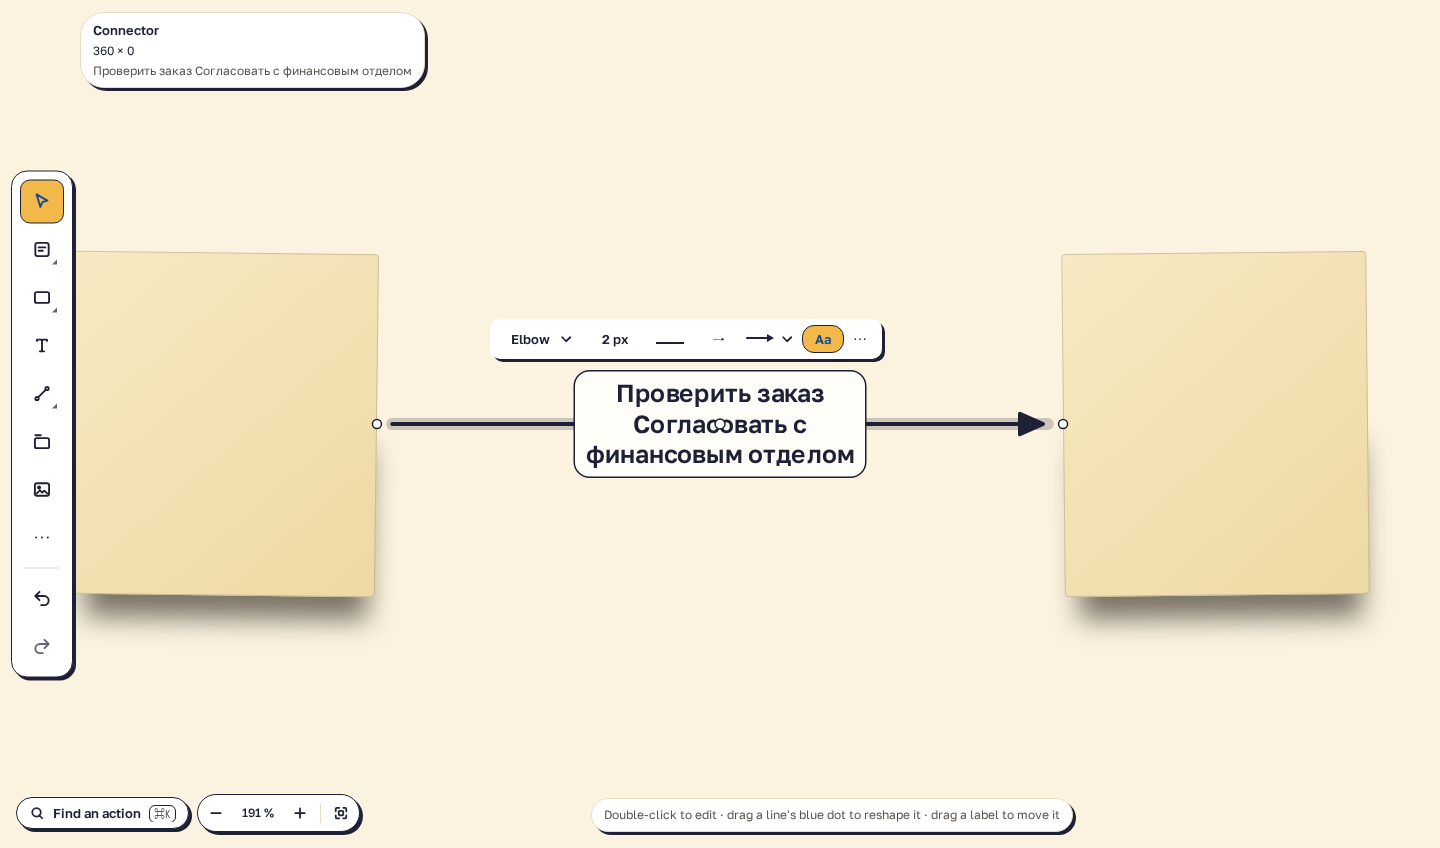 Connector
360 × 0
Проверить заказ Согласовать с финансовым отделом
Elbow 2 px → Aa ...
Проверить заказ
Согласовать с
финансовым отделом
Find an action ⌘K
191 %
Double-click to edit · drag a line's blue dot to reshape it · drag a label to move it